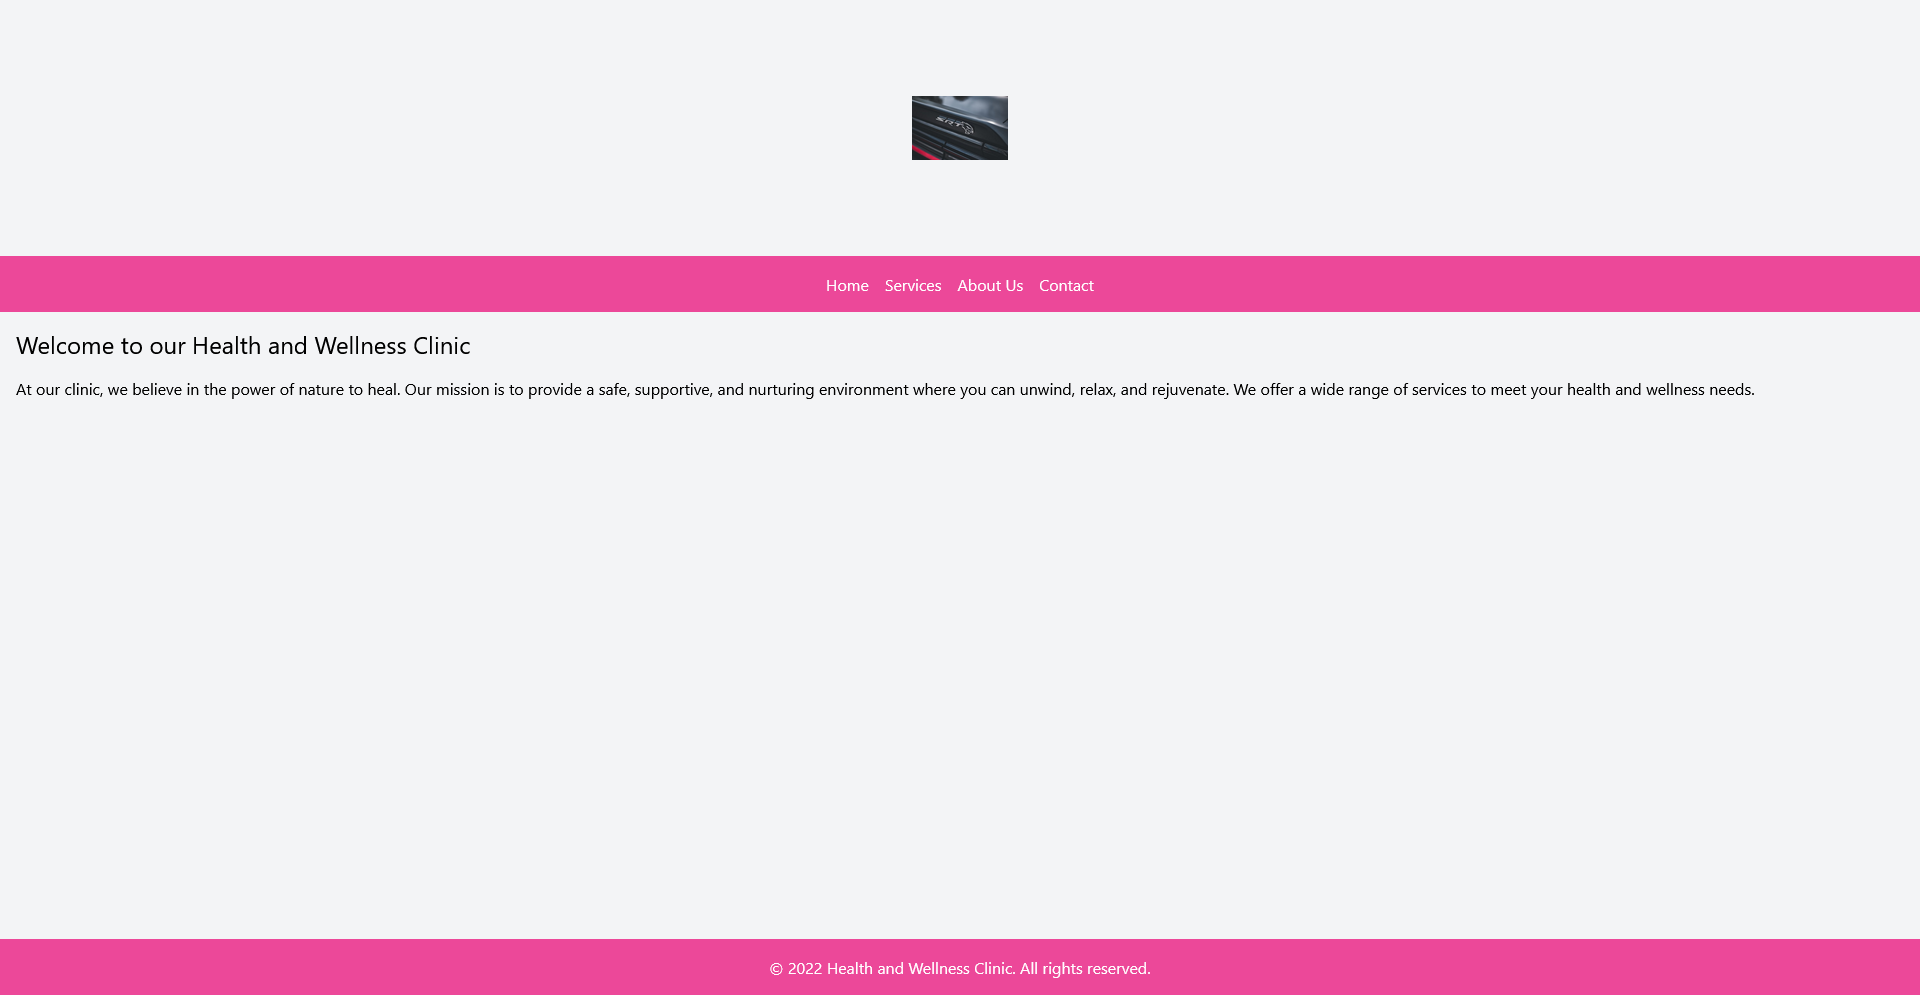 SRT
Home Services About Us Contact
Welcome to our Health and Wellness Clinic
At our clinic, we believe in the power of nature to heal. Our mission is to provide a safe, supportive, and nurturing environment where you can unwind, relax, and rejuvenate. We offer a wide range of services to meet your health and wellness needs.
© 2022 Health and Wellness Clinic. All rights reserved.